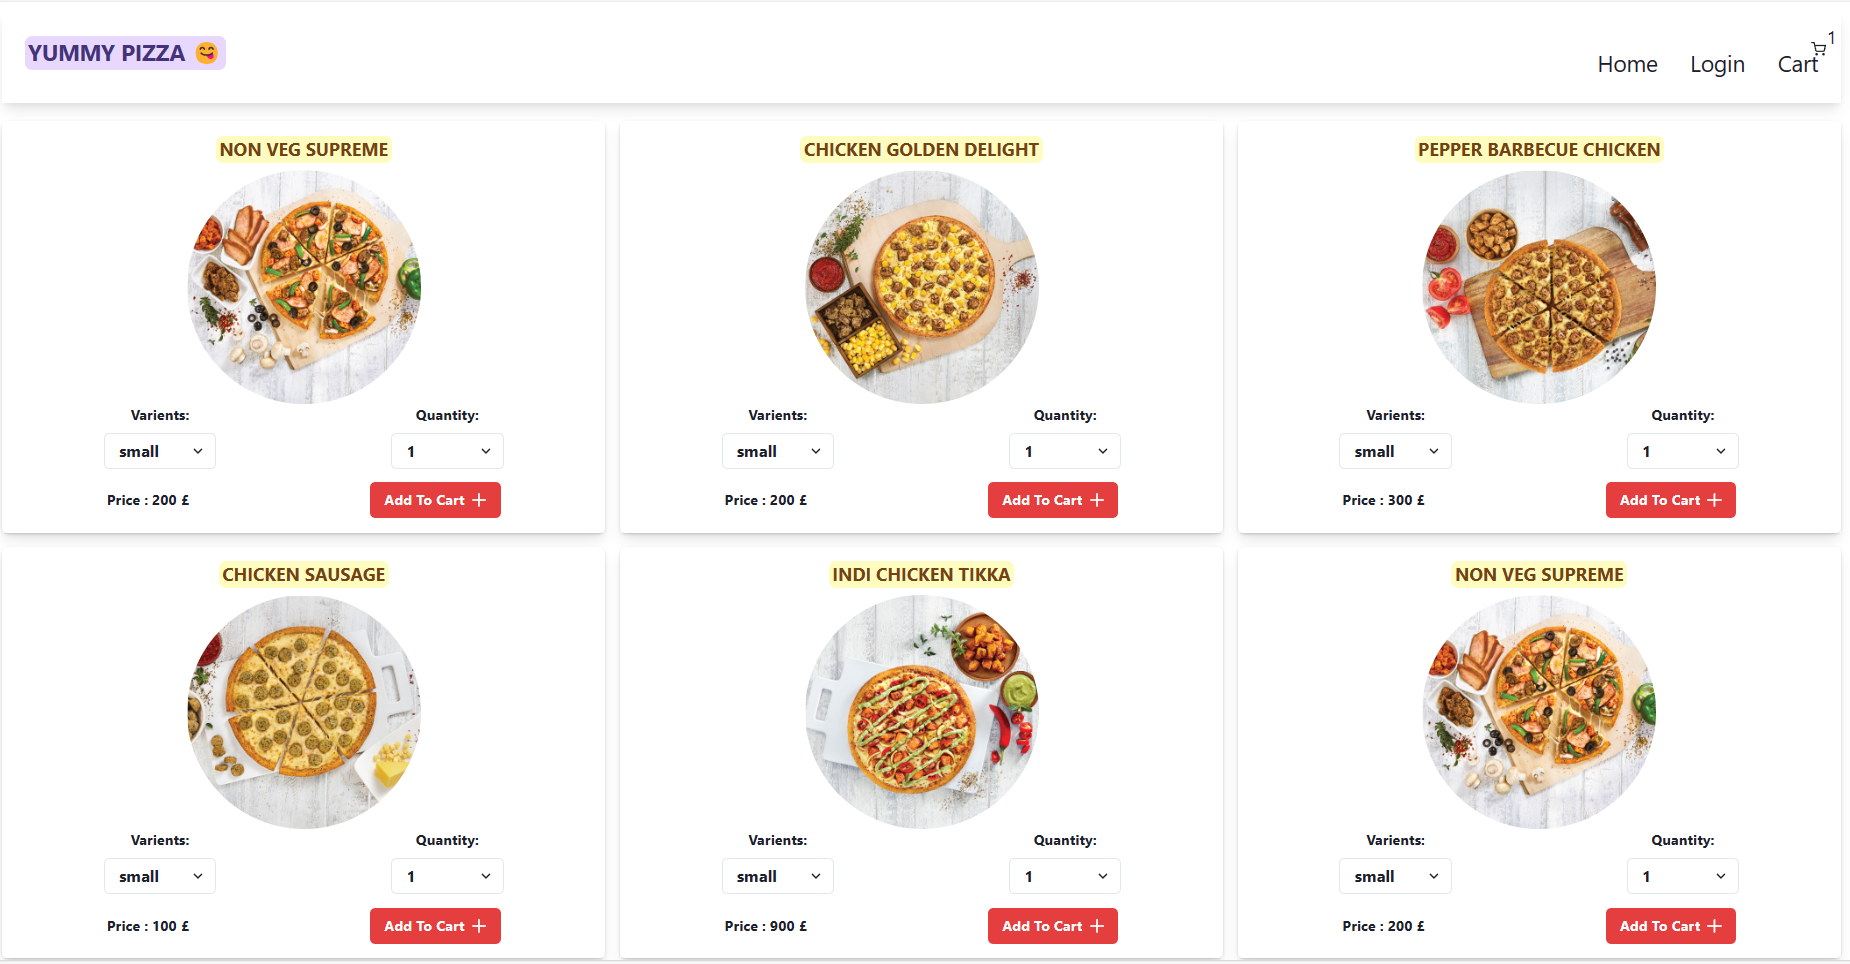 YUMMY PIZZA 😋
Home Login Cart 1
NON VEG SUPREME
CHICKEN GOLDEN DELIGHT
PEPPER BARBECUE CHICKEN
Varients: Quantity:
Varients: Quantity:
Varients: Quantity:
small 1
small 1
small 1
Price : 200 £ Add To Cart +
Price : 200 £ Add To Cart +
Price : 300 £ Add To Cart +
CHICKEN SAUSAGE
INDI CHICKEN TIKKA
NON VEG SUPREME
Varients: Quantity:
Varients: Quantity:
Varients: Quantity:
small 1
small 1
small 1
Price : 100 £ Add To Cart +
Price : 900 £ Add To Cart +
Price : 200 £ Add To Cart +